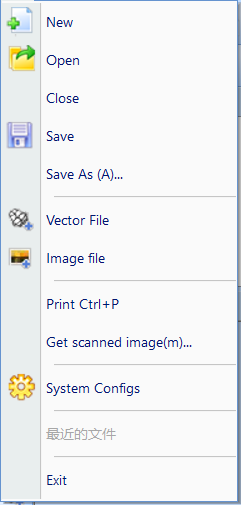 New
Open
Close
Save
Save As (A)...
Vector File
Image file
Print Ctrl+P
Get scanned image(m)...
System Configs
最近的文件
Exit